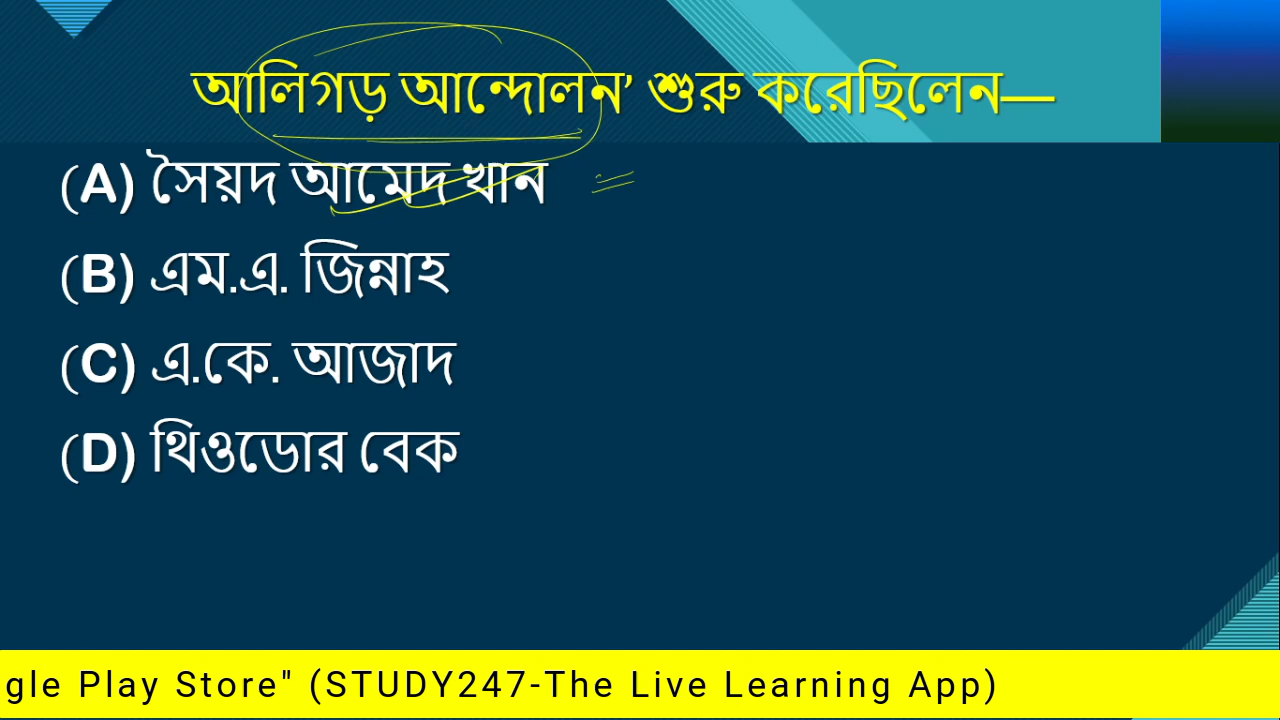 আলিগড় আন্দোলন’ শুরু করেছিলেন—
(A) সৈয়দ আমেদ খান
(B) এম.এ. জিন্নাহ
(C) এ.কে. আজাদ
(D) থিওডোর বেক
gle Play Store" (STUDY247-The Live Learning App)